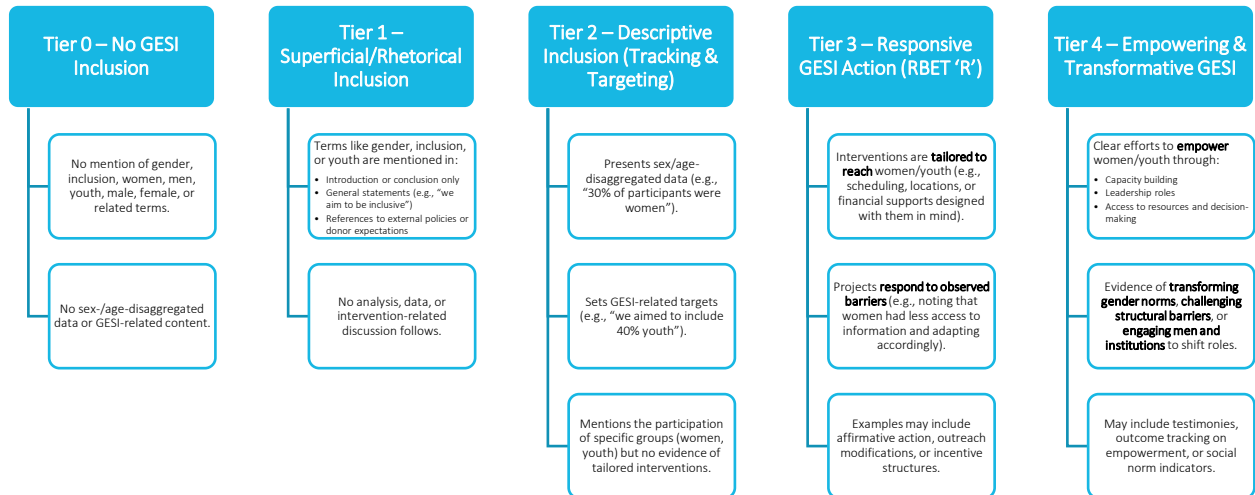 Tier 0 – No GESI
Inclusion
No mention of gender,
inclusion, women, men,
youth, male, female, or
related terms.
No sex-/age-disaggregated
data or GESI-related content.
Tier 1 –
Superficial/Rhetorical
Inclusion
Terms like gender, inclusion,
or youth are mentioned in:
• Introduction or conclusion only
• General statements (e.g., “we
aim to be inclusive”)
• References to external policies or
donor expectations
No analysis, data, or
intervention-related
discussion follows.
Tier 2 – Descriptive
Inclusion (Tracking &
Targeting)
Presents sex/age-
disaggregated data (e.g.,
“30% of participants were
women”).
Sets GESI-related targets
(e.g., “we aimed to include
40% youth”).
Mentions the participation
of specific groups (women,
youth) but no evidence of
tailored interventions.
Tier 3 – Responsive
GESI Action (RBET ‘R’)
Interventions are tailored to
reach women/youth (e.g.,
scheduling, locations, or
financial supports designed
with them in mind).
Projects respond to observed
barriers (e.g., noting that
women had less access to
information and adapting
accordingly).
Examples may include
affirmative action, outreach
modifications, or incentive
structures.
Tier 4 – Empowering &
Transformative GESI
Clear efforts to empower
women/youth through:
• Capacity building
• Leadership roles
• Access to resources and decision-
making
Evidence of transforming
gender norms, challenging
structural barriers, or
engaging men and
institutions to shift roles.
May include testimonies,
outcome tracking on
empowerment, or social
norm indicators.